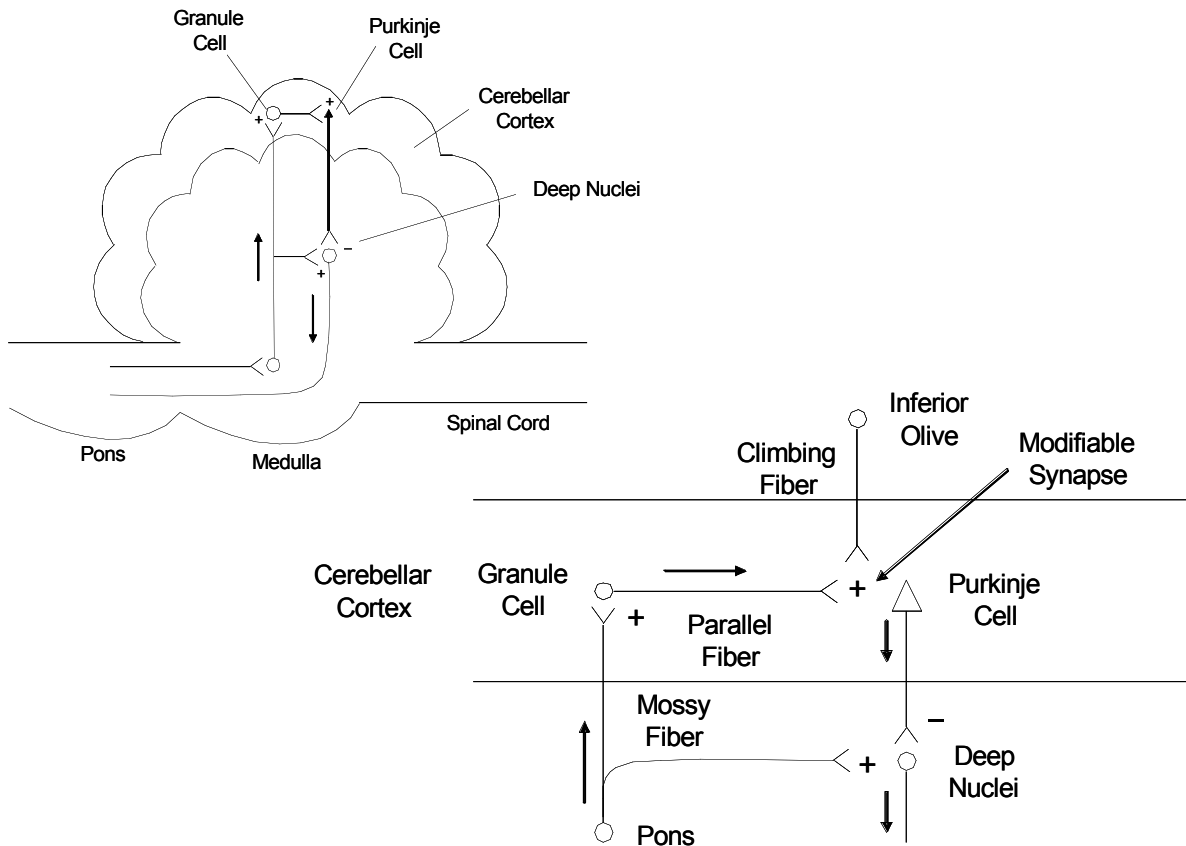 Granule
Cell
Purkinje
Cell
Cerebellar
Cortex
Deep Nuclei
+
+
−
+
Spinal Cord
Pons
Medulla
Inferior
Olive
Climbing
Fiber
Modifiable
Synapse
Cerebellar
Cortex
Granule
Cell
+
Purkinje
Cell
+
Parallel
Fiber
Mossy
Fiber
−
+
Deep
Nuclei
Pons